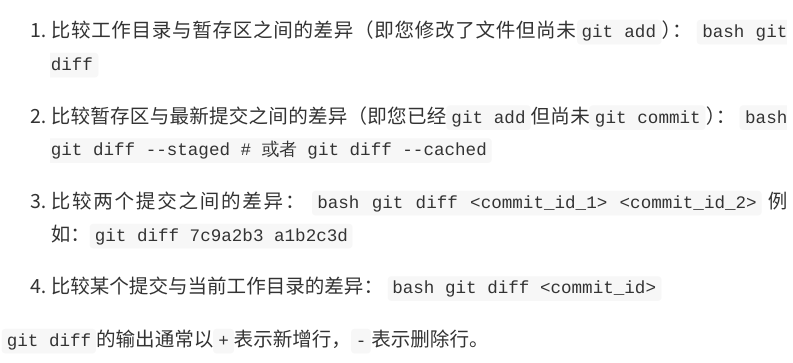 1. 比较工作目录与暂存区之间的差异（即您修改了文件但尚未 git add）： bash git
diff
2. 比较暂存区与最新提交之间的差异（即您已经 git add 但尚未 git commit）： bash
git diff --staged # 或者 git diff --cached
3. 比较两个提交之间的差异： bash git diff <commit_id_1> <commit_id_2> 例
如： git diff 7c9a2b3 a1b2c3d
4. 比较某个提交与当前工作目录的差异： bash git diff <commit_id>
git diff 的输出通常以 + 表示新增行， - 表示删除行。